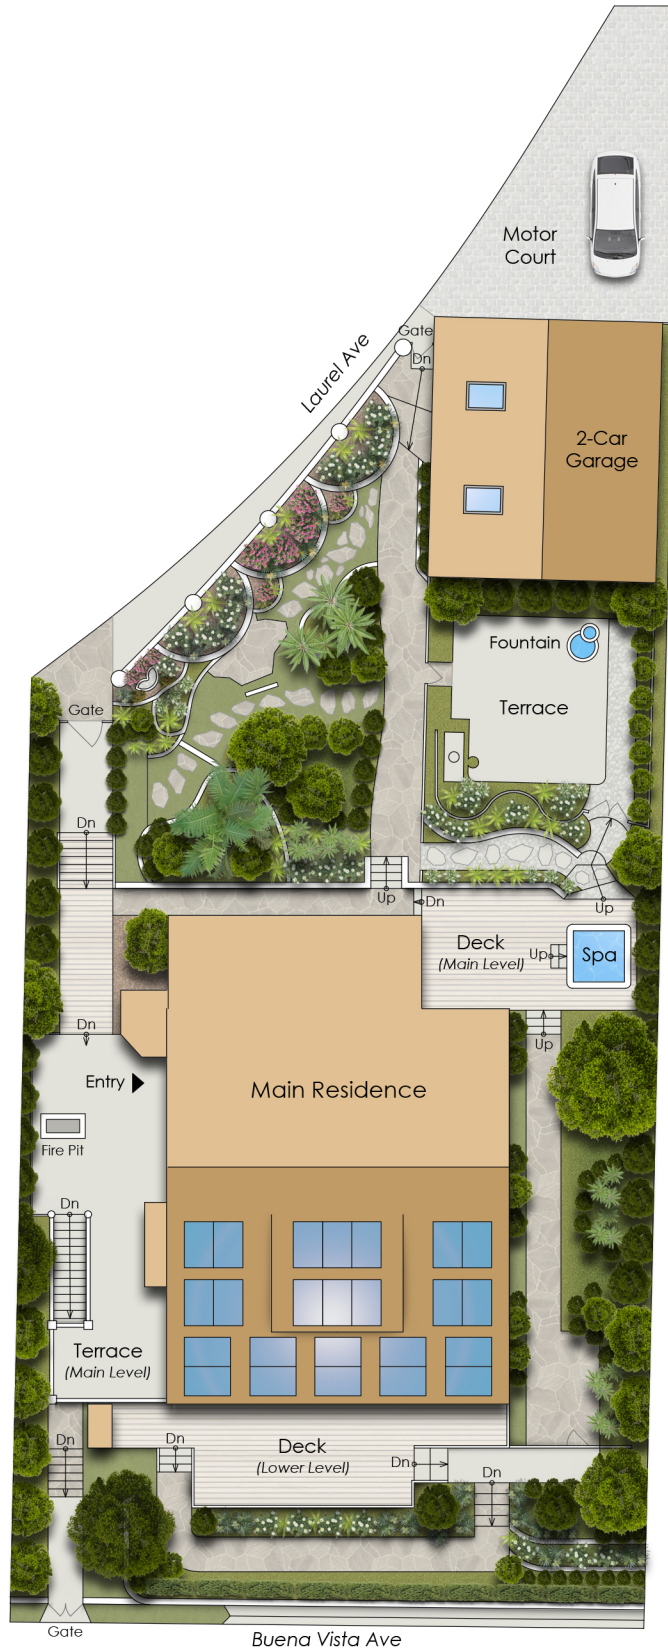 Motor
Court
Laurel Ave
Gate
Dn
2-Car
Garage
Fountain
Terrace
Gate
Dn
Up
Dn
Up
Deck
(Main Level)
Up
Spa
Dn
Up
Entry
Main Residence
Fire Pit
Dn
Terrace
(Main Level)
Dn
Dn
Deck
(Lower Level)
Dn
Dn
Gate
Buena Vista Ave